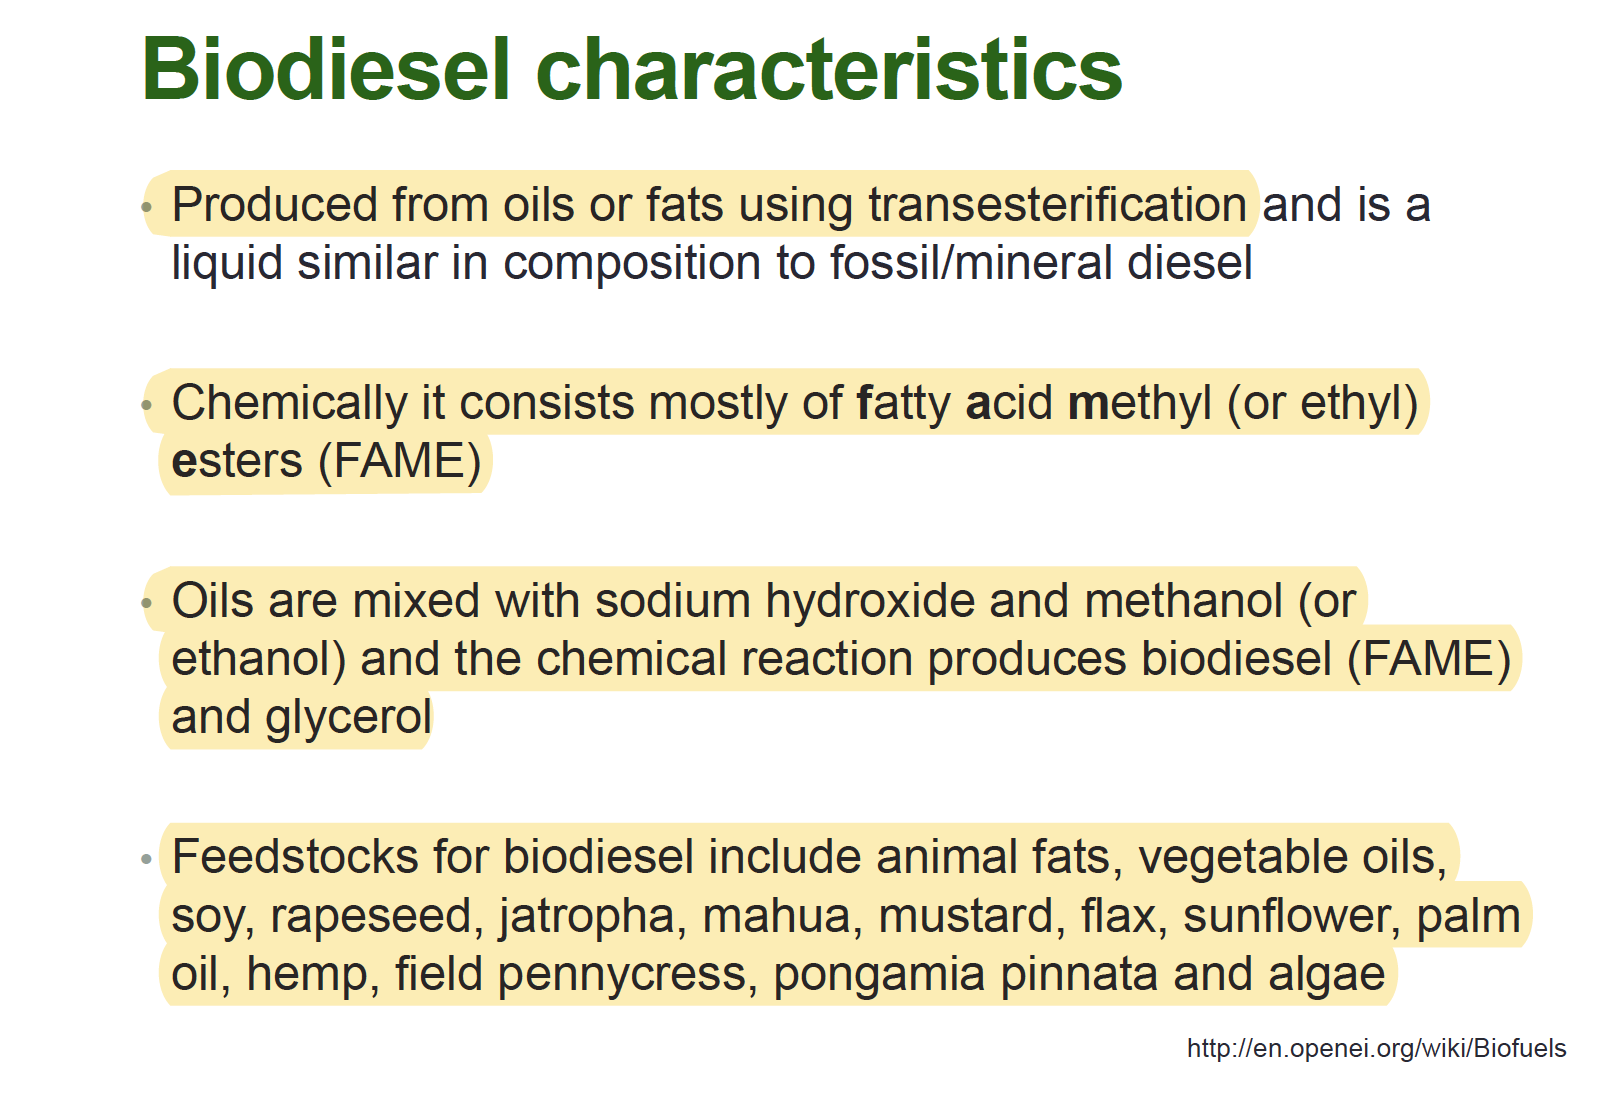 Biodiesel characteristics
• Produced from oils or fats using transesterification and is a
liquid similar in composition to fossil/mineral diesel
• Chemically it consists mostly of fatty acid methyl (or ethyl)
esters (FAME)
• Oils are mixed with sodium hydroxide and methanol (or
ethanol) and the chemical reaction produces biodiesel (FAME)
and glycerol
• Feedstocks for biodiesel include animal fats, vegetable oils,
soy, rapeseed, jatropha, mahua, mustard, flax, sunflower, palm
oil, hemp, field pennycress, pongamia pinnata and algae
http://en.openei.org/wiki/Biofuels